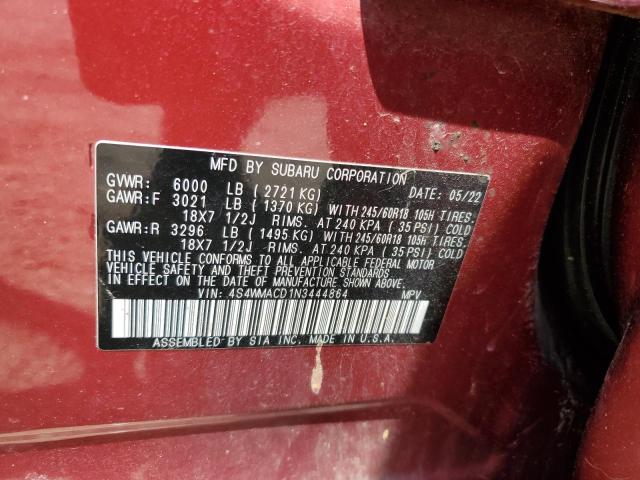 MFD BY SUBARU CORPORATION
GVWR: 6000 LB (2721 KG) DATE: 05/22
GAWR:F 3021 LB (1370 KG) WITH 245/60R18 105H TIRES.
18X7 1/2J RIMS. AT 240 KPA (35 PSI) COLD
GAWR:R 3296 LB (1495 KG) WITH 245/60R18 105H TIRES.
18X7 1/2J RIMS. AT 240 KPA (35 PSI) COLD
THIS VEHICLE CONFORMS TO ALL APPLICABLE FEDERAL MOTOR
VEHICLE SAFETY AND THEFT PREVENTION STANDARDS
IN EFFECT ON THE DATE OF MANUFACTURE SHOWN ABOVE.
VIN: 4S4WMACD1N3444864 MPV
ASSEMBLED BY SIA INC. MADE IN U.S.A.